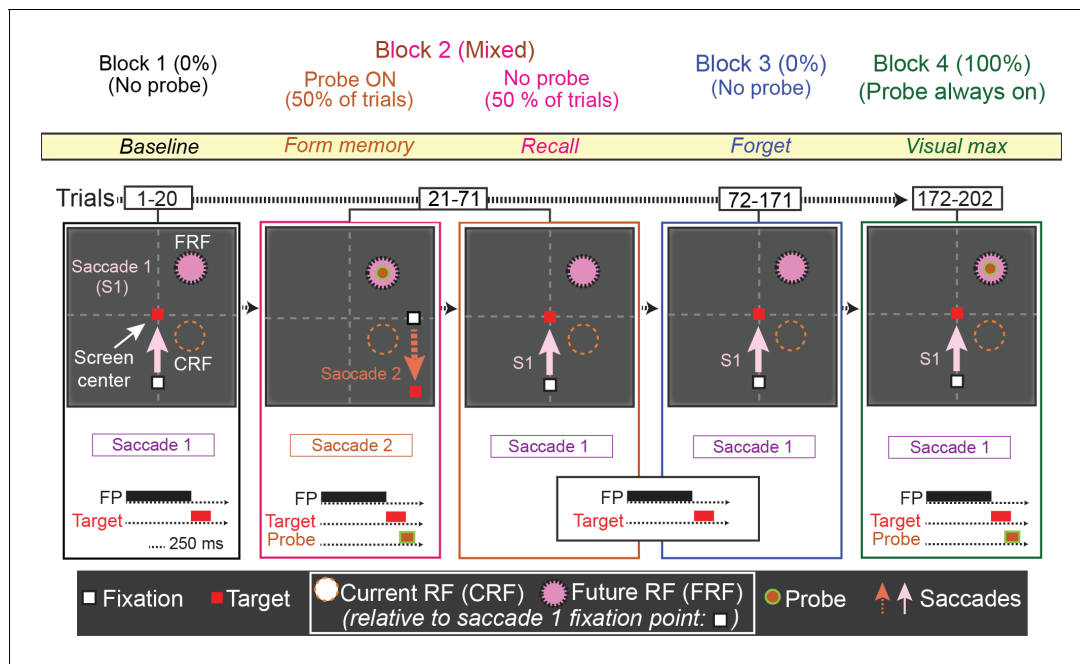 Block 1 (0%)
(No probe)
Block 2 (Mixed)
Probe ON
(50% of trials)
No probe
(50 % of trials)
Block 3 (0%)
(No probe)
Block 4 (100%)
(Probe always on)
Baseline
Form memory
Recall
Forget
Visual max
Trials
1-20
21-71
72-171
172-202
FRF
Saccade 1
(S1)
Screen
center
CRF
Saccade 2
S1
S1
S1
Saccade 1
Saccade 2
Saccade 1
Saccade 1
Saccade 1
FP
Target
250 ms
FP
Target
Probe
FP
Target
FP
Target
Probe
Fixation
Target
Current RF (CRF)
Future RF (FRF)
(relative to saccade 1 fixation point: )
Probe
Saccades